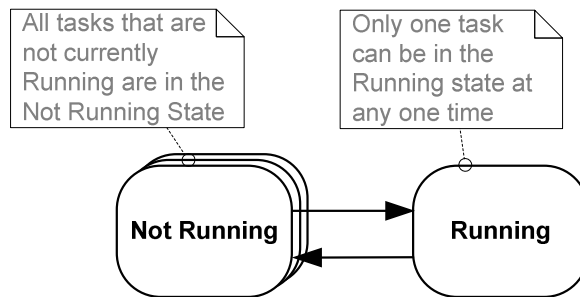 All tasks that are
not currently
Running are in the
Not Running State
Only one task
can be in the
Running state at
any one time
Not Running
Running